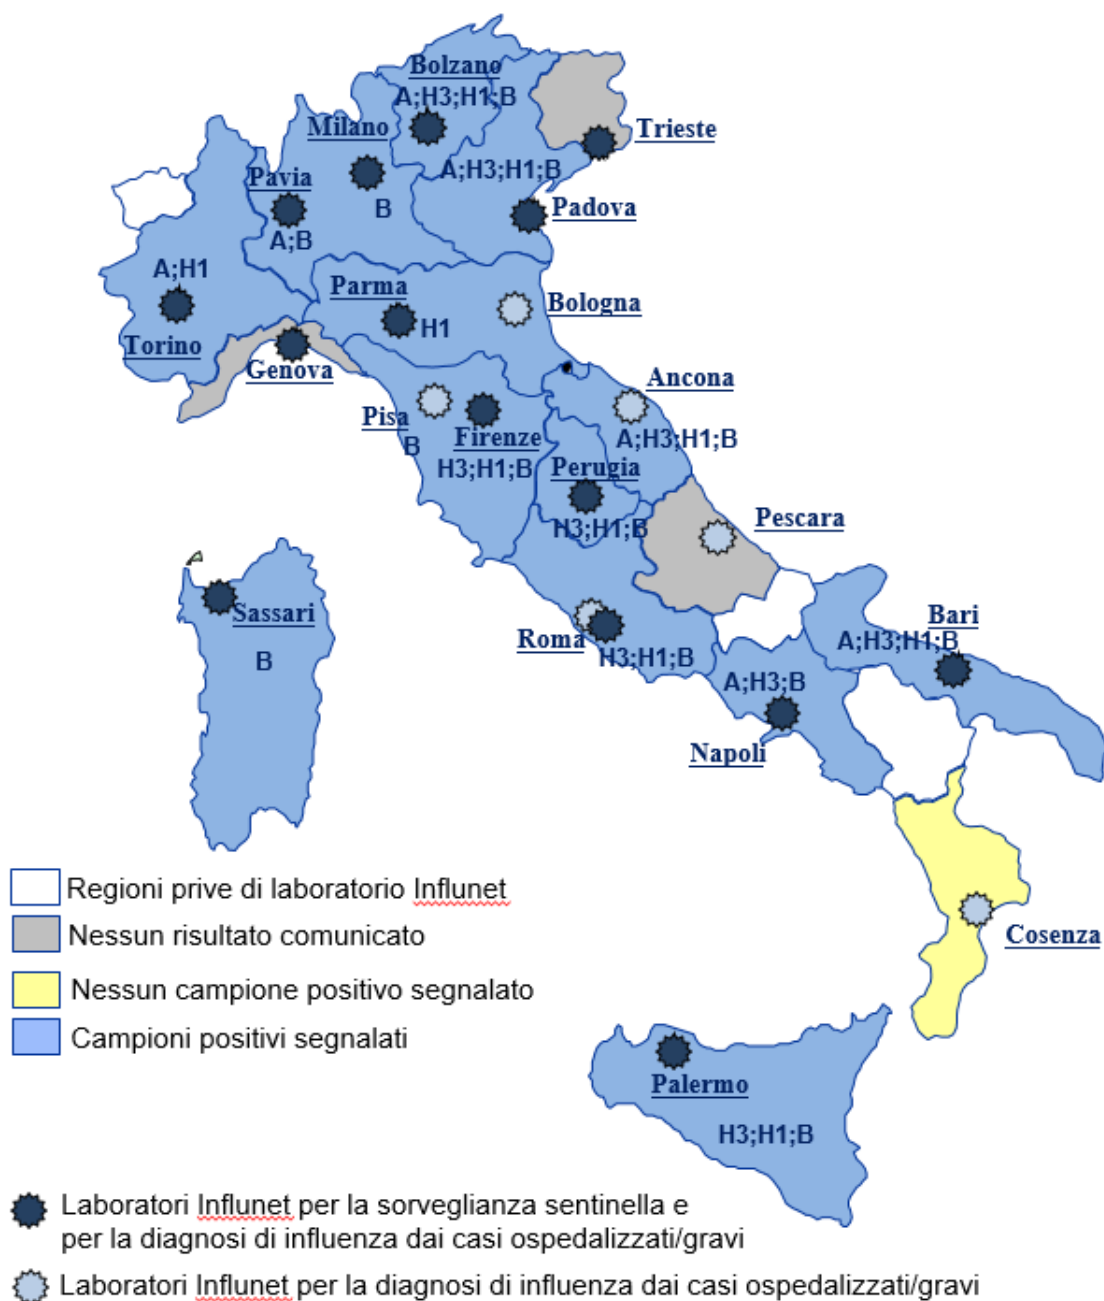 Bolzano
A;H3;H1;B
Milano
Trieste
A;H3;H1;B
Pavia
B
Padova
A;B
A;H1
Parma
Bologna
H1
Torino
Genova
Ancona
Pisa
B
Firenze
A;H3;H1;B
H3;H1;B
Perugia
Pescara
H3;H1;B
Sassari
Bari
Roma
A;H3;H1;B
H3;H1;B
B
A;H3;B
Napoli
Regioni prive di laboratorio Influnet
Nessun risultato comunicato
Cosenza
Nessun campione positivo segnalato
Campioni positivi segnalati
Palermo
H3;H1;B
Laboratori Influnet per la sorveglianza sentinella e
per la diagnosi di influenza dai casi ospedalizzati/gravi
Laboratori Influnet per la diagnosi di influenza dai casi ospedalizzati/gravi